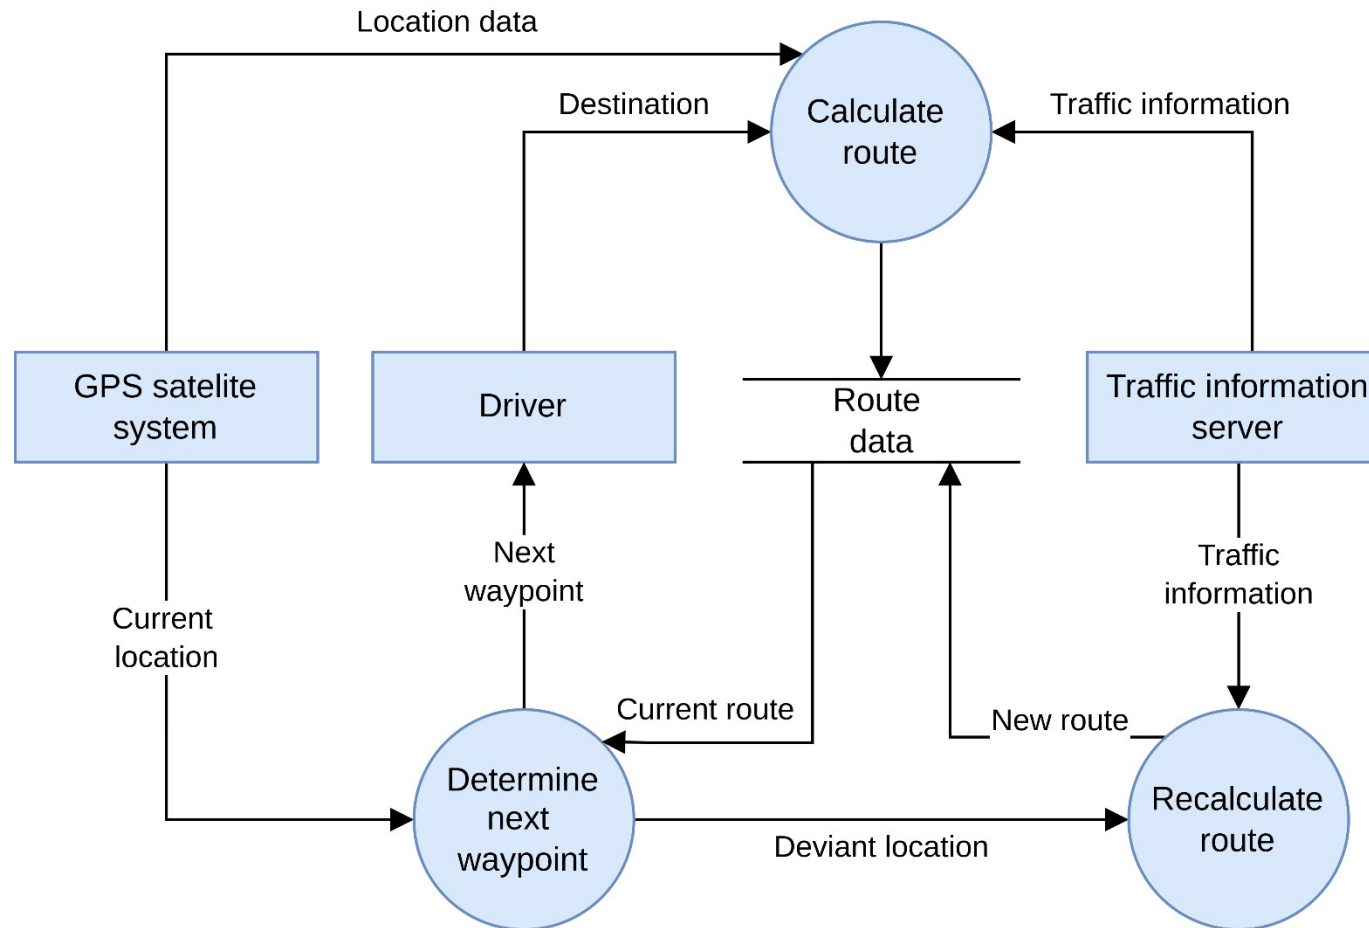 Location data
Destination
Traffic information
Calculate
route
GPS satelite
system
Driver
Route
data
Traffic information
server
Next
waypoint
Traffic
information
Current
location
Current route
New route
Determine
next
waypoint
Deviant location
Recalculate
route